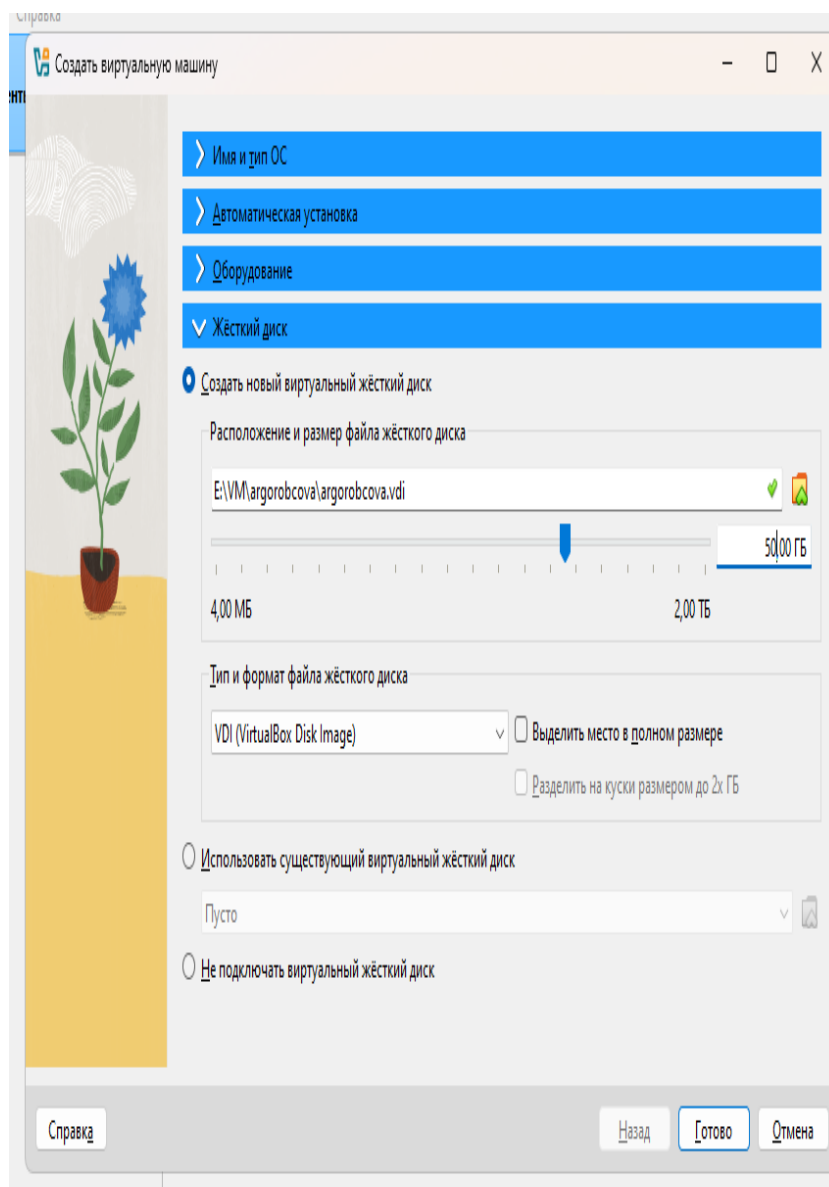 Справка
Создать виртуальную машину
Имя и тип ОС
Автоматическая установка
Оборудование
Жёсткий диск
Создать новый виртуальный жёсткий диск
Расположение и размер файла жёсткого диска
E:\VM\argorobcova\argorobcova.vdi
50,00 ГБ
4,00 МБ 2,00 ТБ
Тип и формат файла жёсткого диска
VDI (VirtualBox Disk Image) Выделить место в полном размере
Разделить на куски размером до 2х ГБ
Использовать существующий виртуальный жёсткий диск
Пусто
Не подключать виртуальный жёсткий диск
Справка Назад Готово Отмена